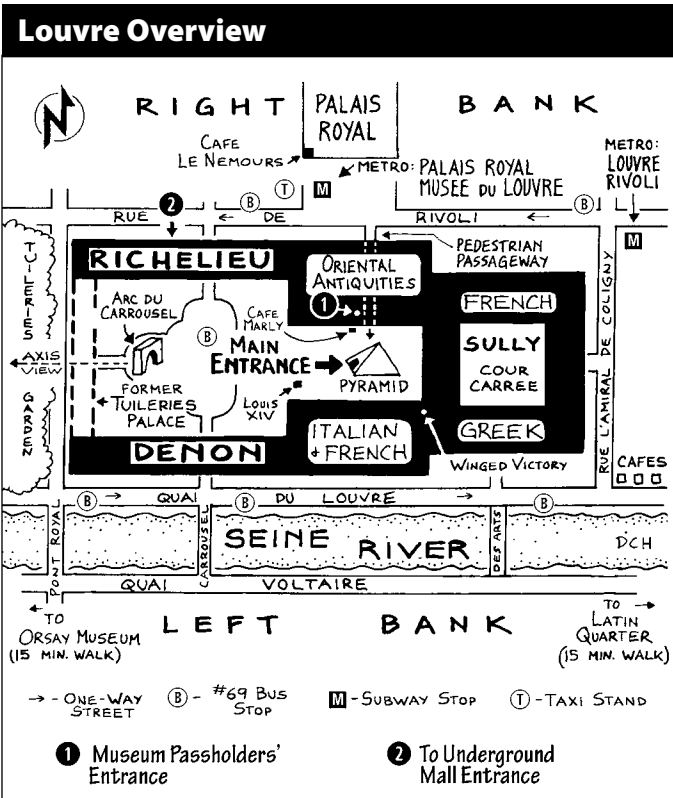 Louvre Overview
N
RIGHT BANK
PALAIS
ROYAL
CAFE
LE NEMOURS
METRO: PALAIS ROYAL
MUSEE DU LOUVRE
METRO:
LOUVRE
RIVOLI
B
T
M
B
M
2
RUE DE RIVOLI
PEDESTRIAN
PASSAGEWAY
TUILERIES
GARDEN
RICHELIEU
ORIENTAL
ANTIQUITIES
1
FRENCH
ARC DU
CARROUSEL
CAFE
MARLY
B
MAIN
ENTRANCE
SULLY
COUR
CARREE
RUE L'AMIRAL DE COLIGNY
AXIS
VIEW
PYRAMID
FORMER
TUILERIES
PALACE
LOUIS
XIV
DENON
ITALIAN
& FRENCH
GREEK
WINGED VICTORY
CAFES
B
QUAI DU LOUVRE
B
B
PONT ROYAL
CARROUSEL
SEINE RIVER
DES ARTS
DCH
QUAI VOLTAIRE
TO
ORSAY MUSEUM
(15 MIN. WALK)
LEFT BANK
TO
LATIN
QUARTER
(15 MIN. WALK)
→ - ONE-WAY
STREET
B - #69 BUS
STOP
M - SUBWAY STOP
T - TAXI STAND
1 Museum Passholders'
Entrance
2 To Underground
Mall Entrance